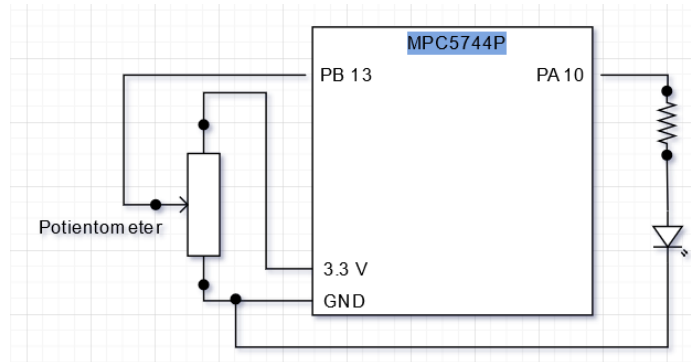 MPC5744P
PB 13
PA 10
Potientometer
3.3 V
GND